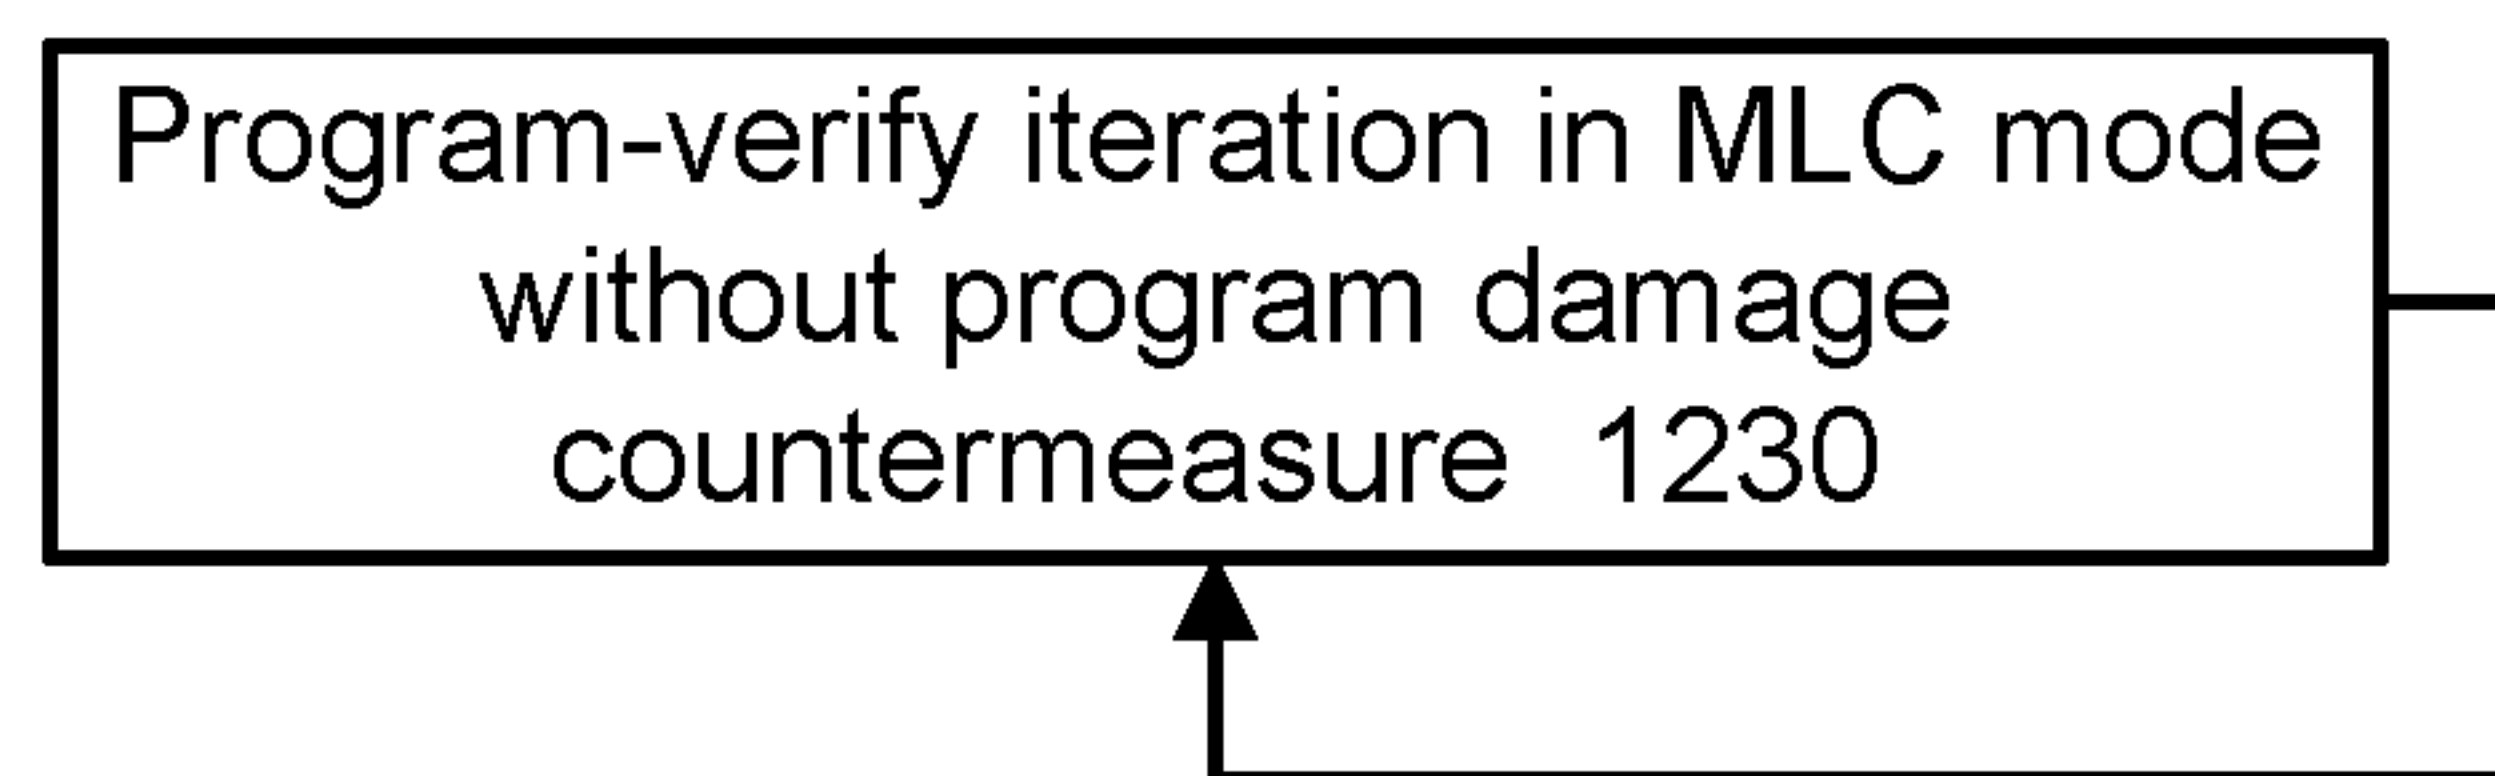 Program-verify iteration in MLC mode
without program damage
countermeasure 1230